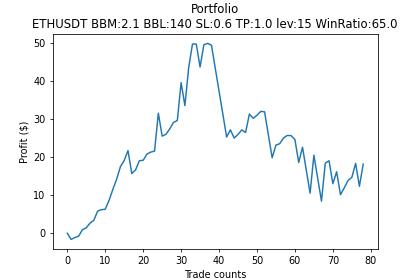 Portfolio
ETHUSDT BBM:2.1 BBL:140 SL:0.6 TP:1.0 lev:15 WinRatio:65.0
50
40
30
20
10
0
Profit ($)
0 10 20 30 40 50 60 70 80
Trade counts